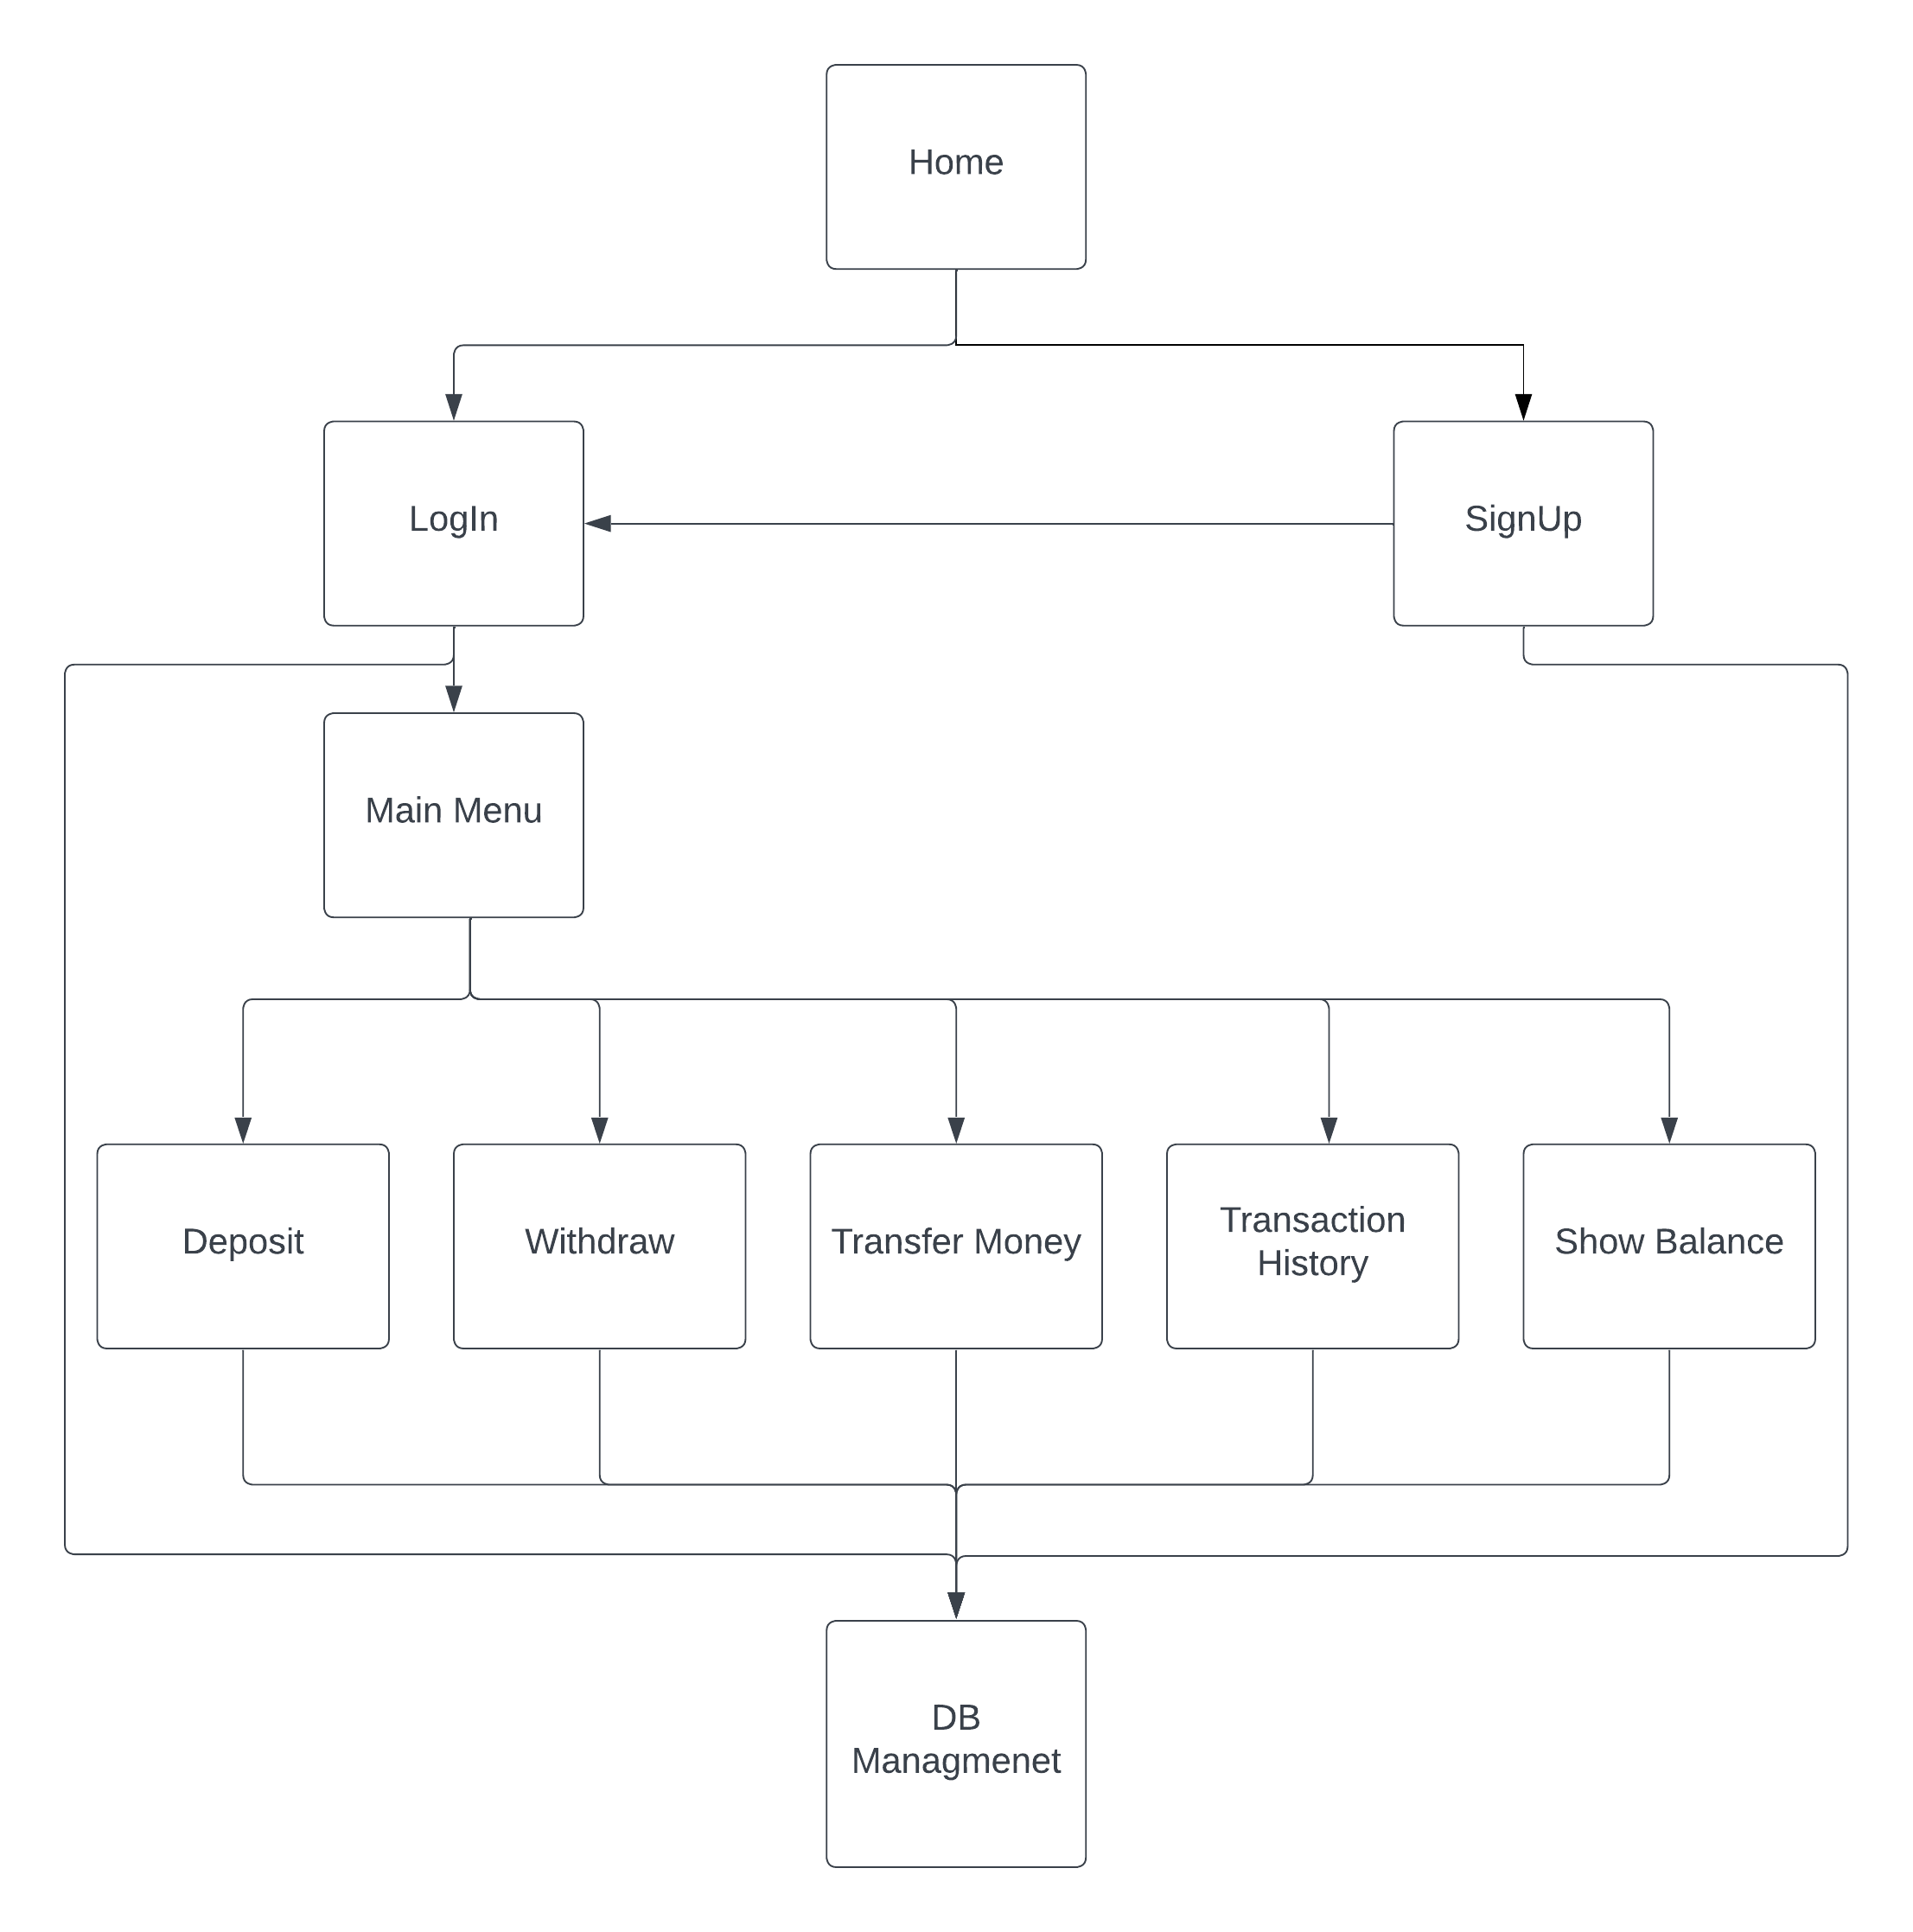 Home
LogIn
SignUp
Main Menu
Deposit
Withdraw
Transfer Money
Transaction
History
Show Balance
DB
Managmenet